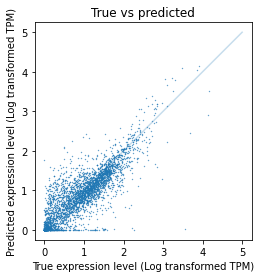 True vs predicted
Predicted expression level (Log transformed TPM)
5
4
3
2
1
0
0 1 2 3 4 5
True expression level (Log transformed TPM)